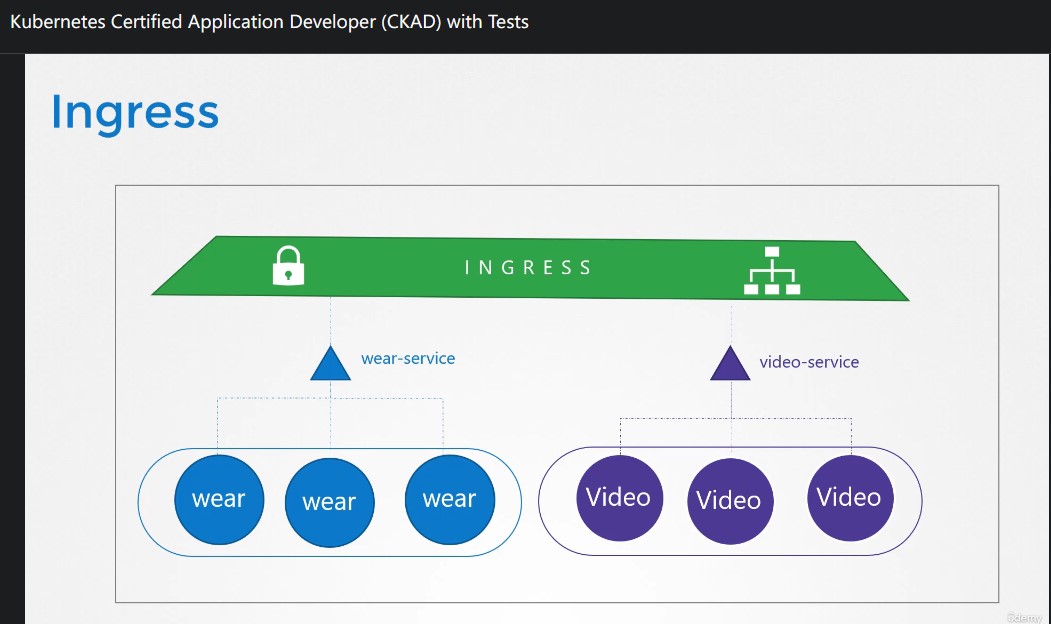 Kubernetes Certified Application Developer (CKAD) with Tests
Ingress
INGRESS
wear-service
video-service
wear wear wear
Video Video Video
ûdemy